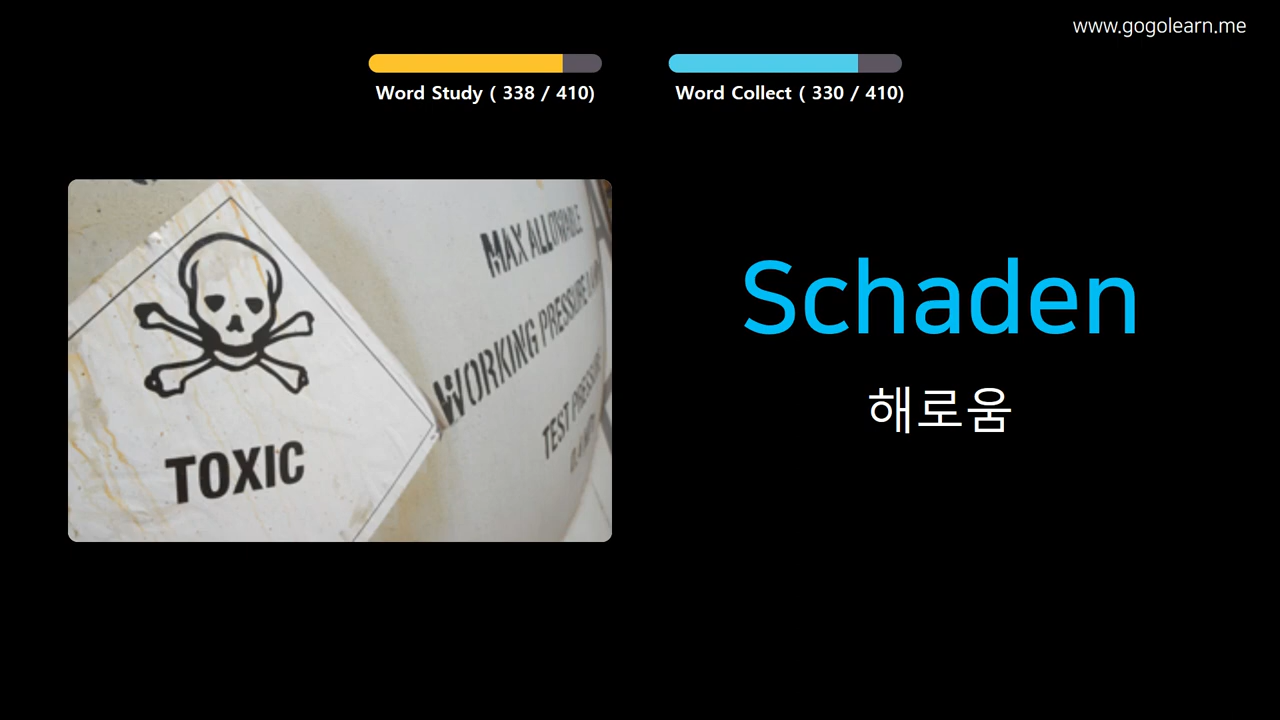 www.gogolearn.me
Word Study ( 338 / 410)
Word Collect ( 330 / 410)
MAX ALLOWABLE
WORKING PRESSURE
TEST PRESSURE
TOXIC
Schaden
해로움